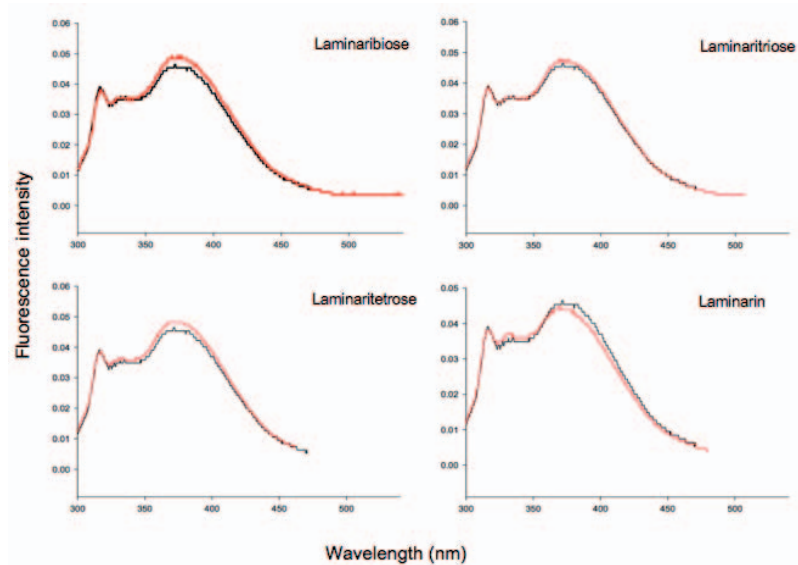 Laminaribiose
0.06
0.05
0.04
0.03
0.02
0.01
0.00
300 350 400 450 500
Laminaritriose
0.06
0.05
0.04
0.03
0.02
0.01
0.00
300 350 400 450 500
Laminaritetrose
0.06
0.05
0.04
0.03
0.02
0.01
0.00
300 350 400 450 500
Laminarin
0.05
0.04
0.03
0.02
0.01
0.00
300 350 400 450 500
Fluorescence intensity
Wavelength (nm)